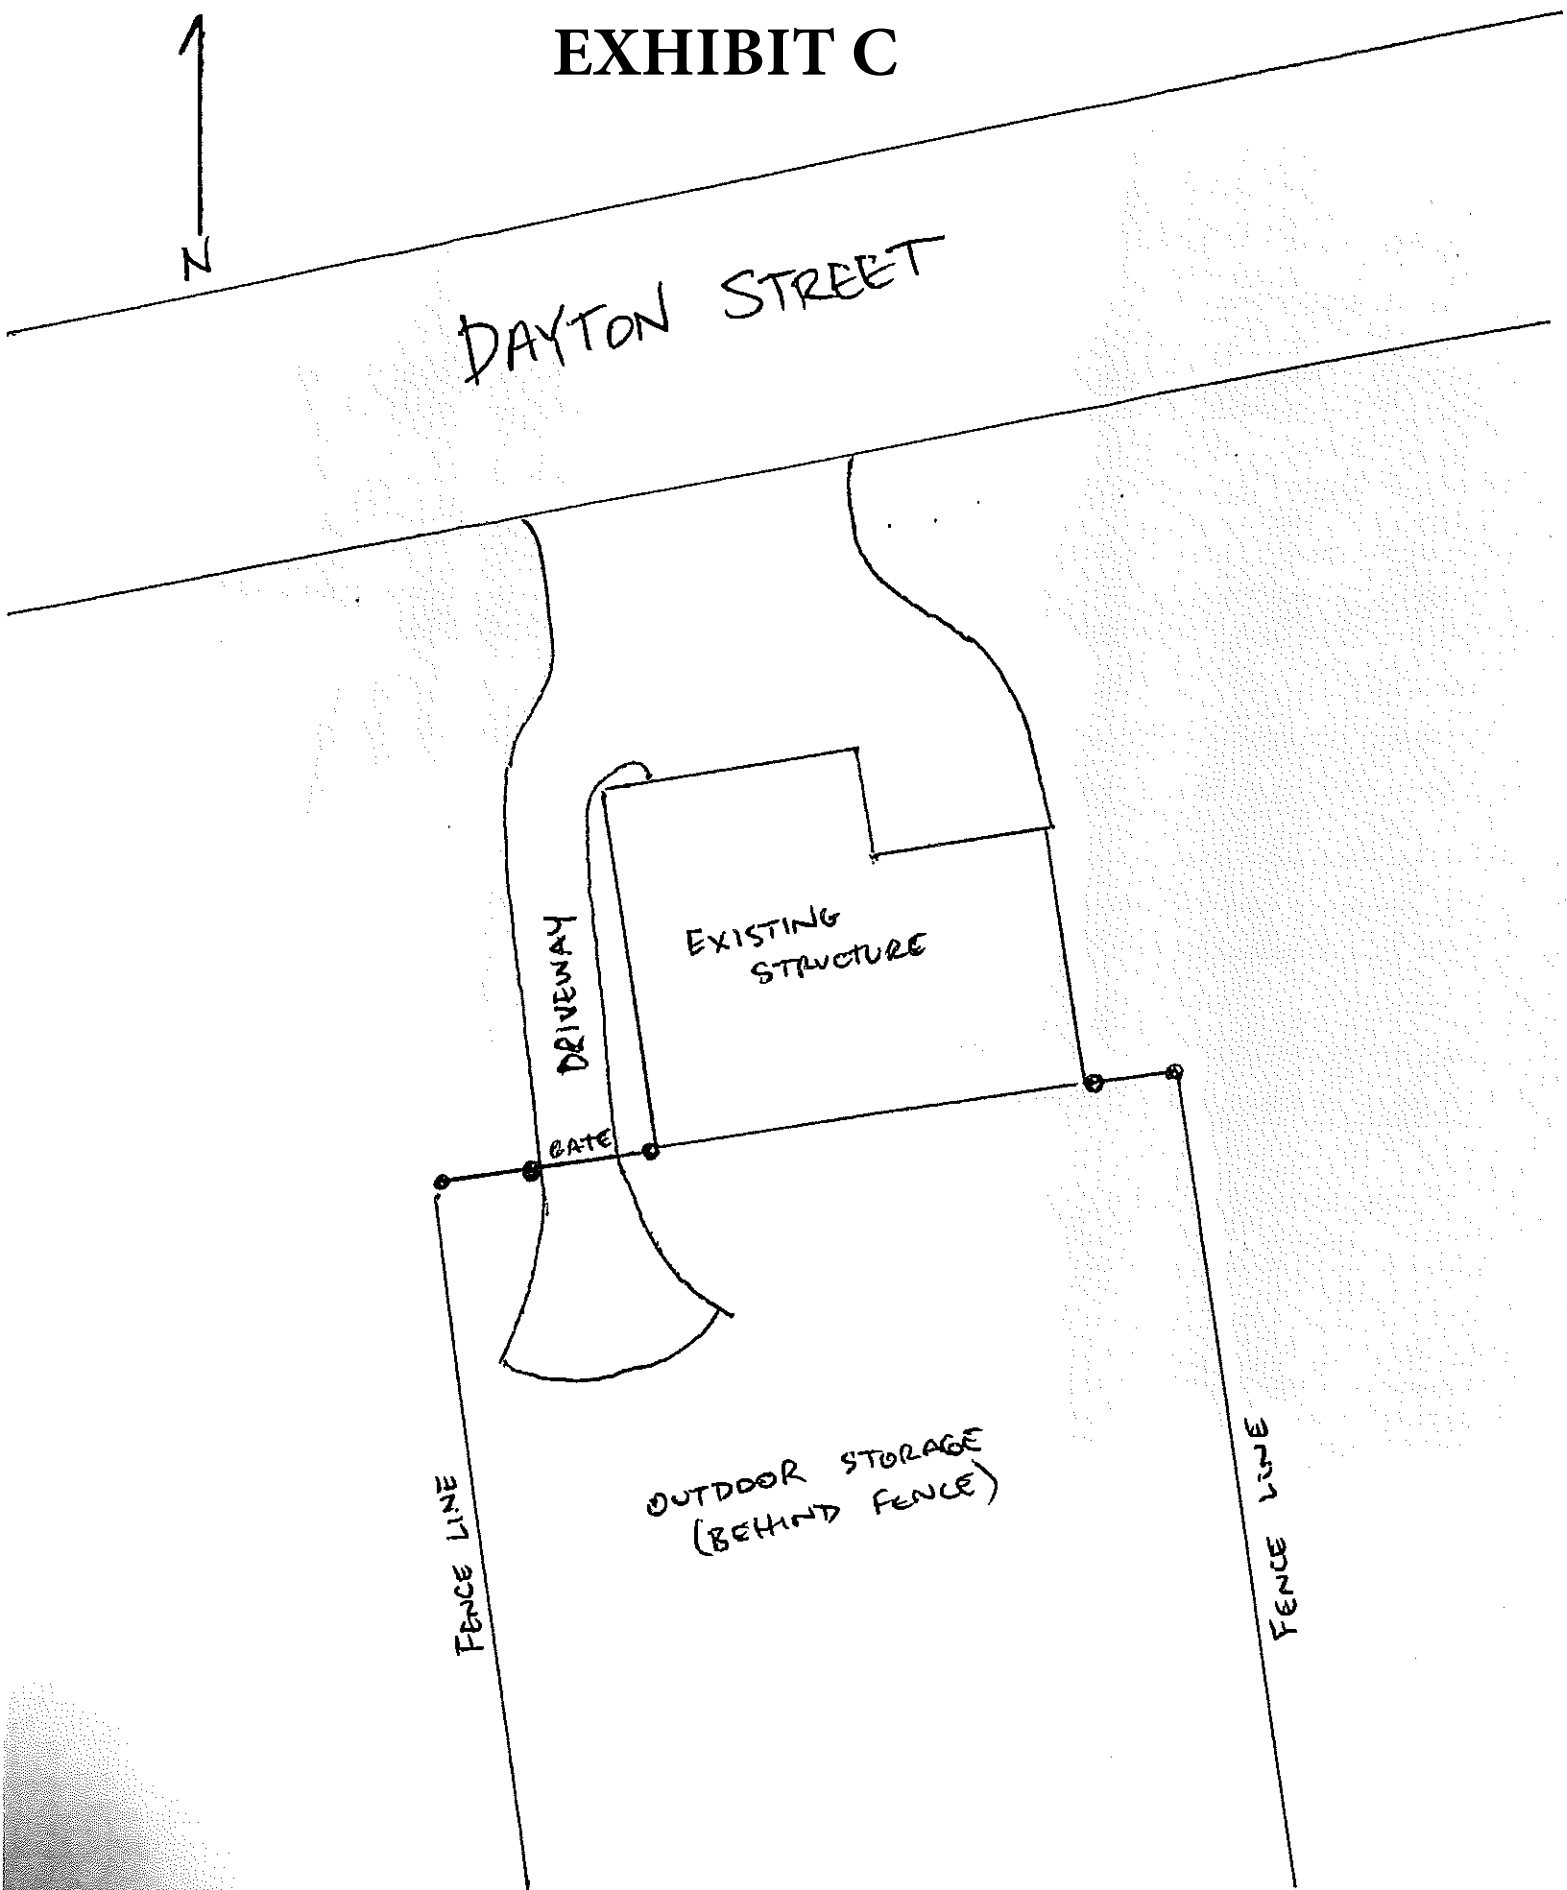 EXHIBIT C
N
DAYTON STREET
EXISTING
STRUCTURE
DRIVEWAY
GATE
OUTDOOR STORAGE
(BEHIND FENCE)
FENCE LINE
FENCE LINE